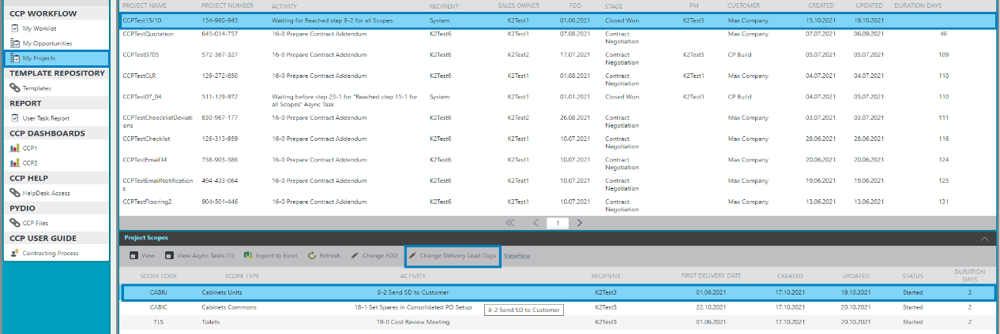 CCP WORKFLOW
My Worklist
My Opportunities
My Projects
TEMPLATE REPOSITORY
Templates
REPORT
User Task Report
CCP DASHBOARDS
CCP1
CCP2
CCP HELP
HelpDesk Access
PYDIO
CCP Files
CCP USER GUIDE
Contracting Process
PROJECT NAME PROJECT NUMBER ACTIVITY RECIPIENT SALES OWNER FDD STAGE PM CUSTOMER CREATED UPDATED DURATION DAYS
CCPTest15/10 154-960-945 Waiting for Reached step 8-2 for all Scopes System K2Test1 01.06.2021 Closed Won K2Test5 Max Company 15.10.2021 19.10.2021
CCPTestQuotation 645-014-757 16-0 Prepare Contract Addendum K2Test6 K2Test1 07.08.2021 Contract Max Company 07.07.2021 06.09.2021 46
Negotiation
CCPTest0705 572-367-327 16-0 Prepare Contract Addendum K2Test6 K2Test2 17.07.2021 Contract K2Test5 CP Build 05.07.2021 05.07.2021 109
Negotiation
CCPTestCLR 129-272-850 16-0 Prepare Contract Addendum K2Test6 K2Test1 01.08.2021 Contract K2Test1 Max Company 04.07.2021 04.07.2021 110
Negotiation
CCPTest07_04 511-129-972 Waiting before step 23-1 for "Reached step 15-1 for System K2Test1 01.01.2021 Closed Won K2Test5 CP Build 04.07.2021 05.07.2021 110
all Scopes" Async Task
CCPTestCheecklistDeviati 830-967-177 16-0 Prepare Contract Addendum K2Test6 K2Test2 26.08.2021 Contract Max Company 03.07.2021 03.07.2021 111
ons Negotiation
CCPTestChecklist 126-313-959 16-0 Prepare Contract Addendum K2Test6 K2Test1 10.07.2021 Contract Max Company 28.06.2021 28.06.2021 116
Negotiation
CCPTestEmail14 738-903-586 16-0 Prepare Contract Addendum K2Test6 K2Test1 10.07.2021 Contract Max Company 20.06.2021 20.06.2021 124
Negotiation
CCPTestEmailNotification 494-433-064 16-0 Prepare Contract Addendum K2Test6 K2Test1 10.07.2021 Contract Max Company 19.06.2021 19.06.2021 125
s Negotiation
CCPTestFlooring2 904-501-446 16-0 Prepare Contract Addendum K2Test6 K2Test1 10.07.2021 Contract Max Company 13.06.2021 13.06.2021 131
Negotiation
1
Project Scopes
View View Async Tasks (1) Export to Excel Refresh Change FDD Change Delivery Lead Days ViewFlow
SCOPE CODE SCOPE TYPE ACTIVITY RECIPIENT FIRST DELIVERY DATE CREATED UPDATED STATUS DURATION
DAYS
CABIU Cabinets Units 8-2 Send SD to Customer K2Test3 01.06.2021 17.10.2021 19.10.2021 Started 3
CABIC Cabinets Commons 18-1 Set Spares in Consolidated PO Setup K2Test5 22.10.2021 17.10.2021 20.10.2021 Started 2
8-2 Send SD to Customer
TLS Toilets 19-0 Cost Review Meeting K2Test5 01.06.2021 17.10.2021 20.10.2021 Started 2